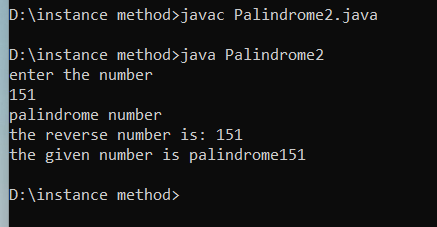 D:\instance method>javac Palindrome2.java
D:\instance method>java Palindrome2
enter the number
151
palindrome number
the reverse number is: 151
the given number is palindrome151
D:\instance method>